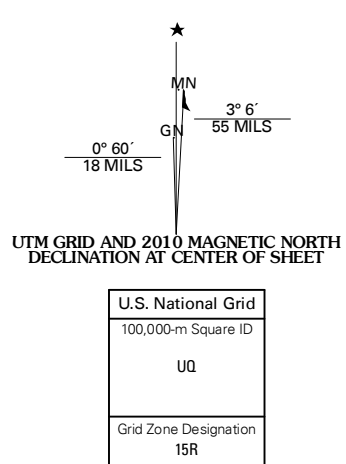 MN
3° 6´
55 MILS
GN
0° 60´
18 MILS
UTM GRID AND 2010 MAGNETIC NORTH
DECLINATION AT CENTER OF SHEET
U.S. National Grid
100,000-m Square ID
UQ
Grid Zone Designation
15R